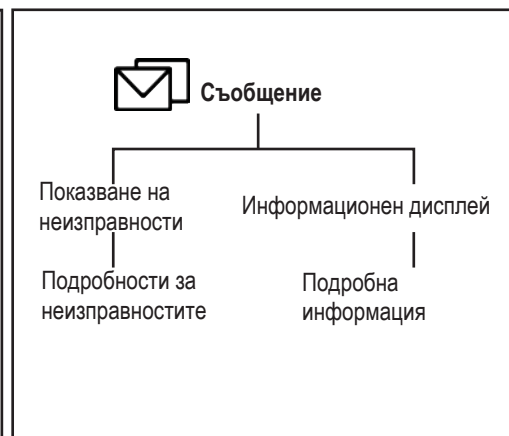 Съобщение
Показване на
неизправности
Информационен дисплей
Подробности за
неизправностите
Подробна
информация